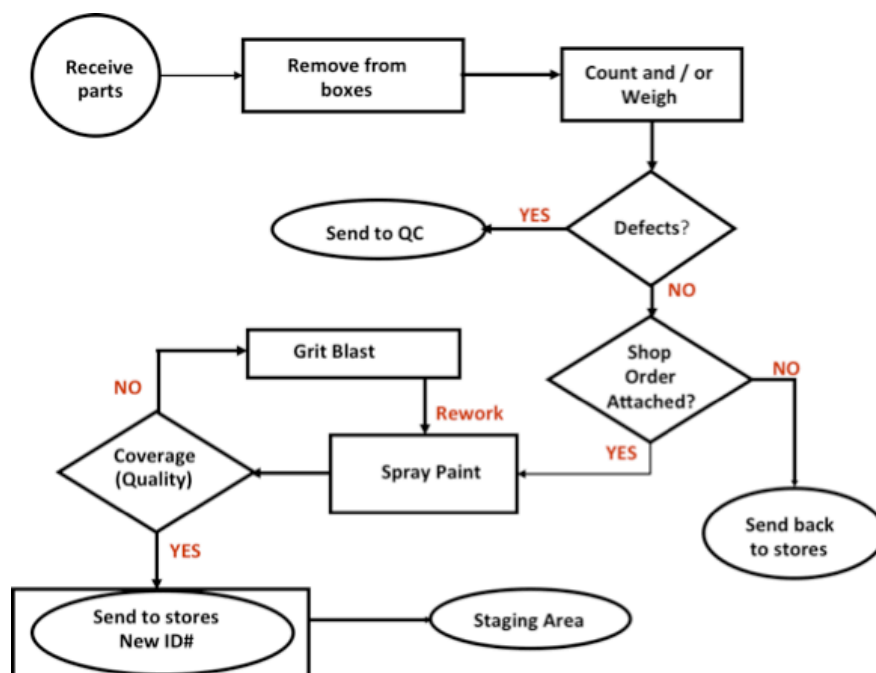 Receive
parts
Remove from
boxes
Count and / or
Weigh
Defects?
YES
Send to QC
NO
Shop
Order
Attached?
NO
Send back
to stores
YES
Spray Paint
Coverage
(Quality)
NO
Grit Blast
Rework
YES
Send to stores
New ID#
Staging Area